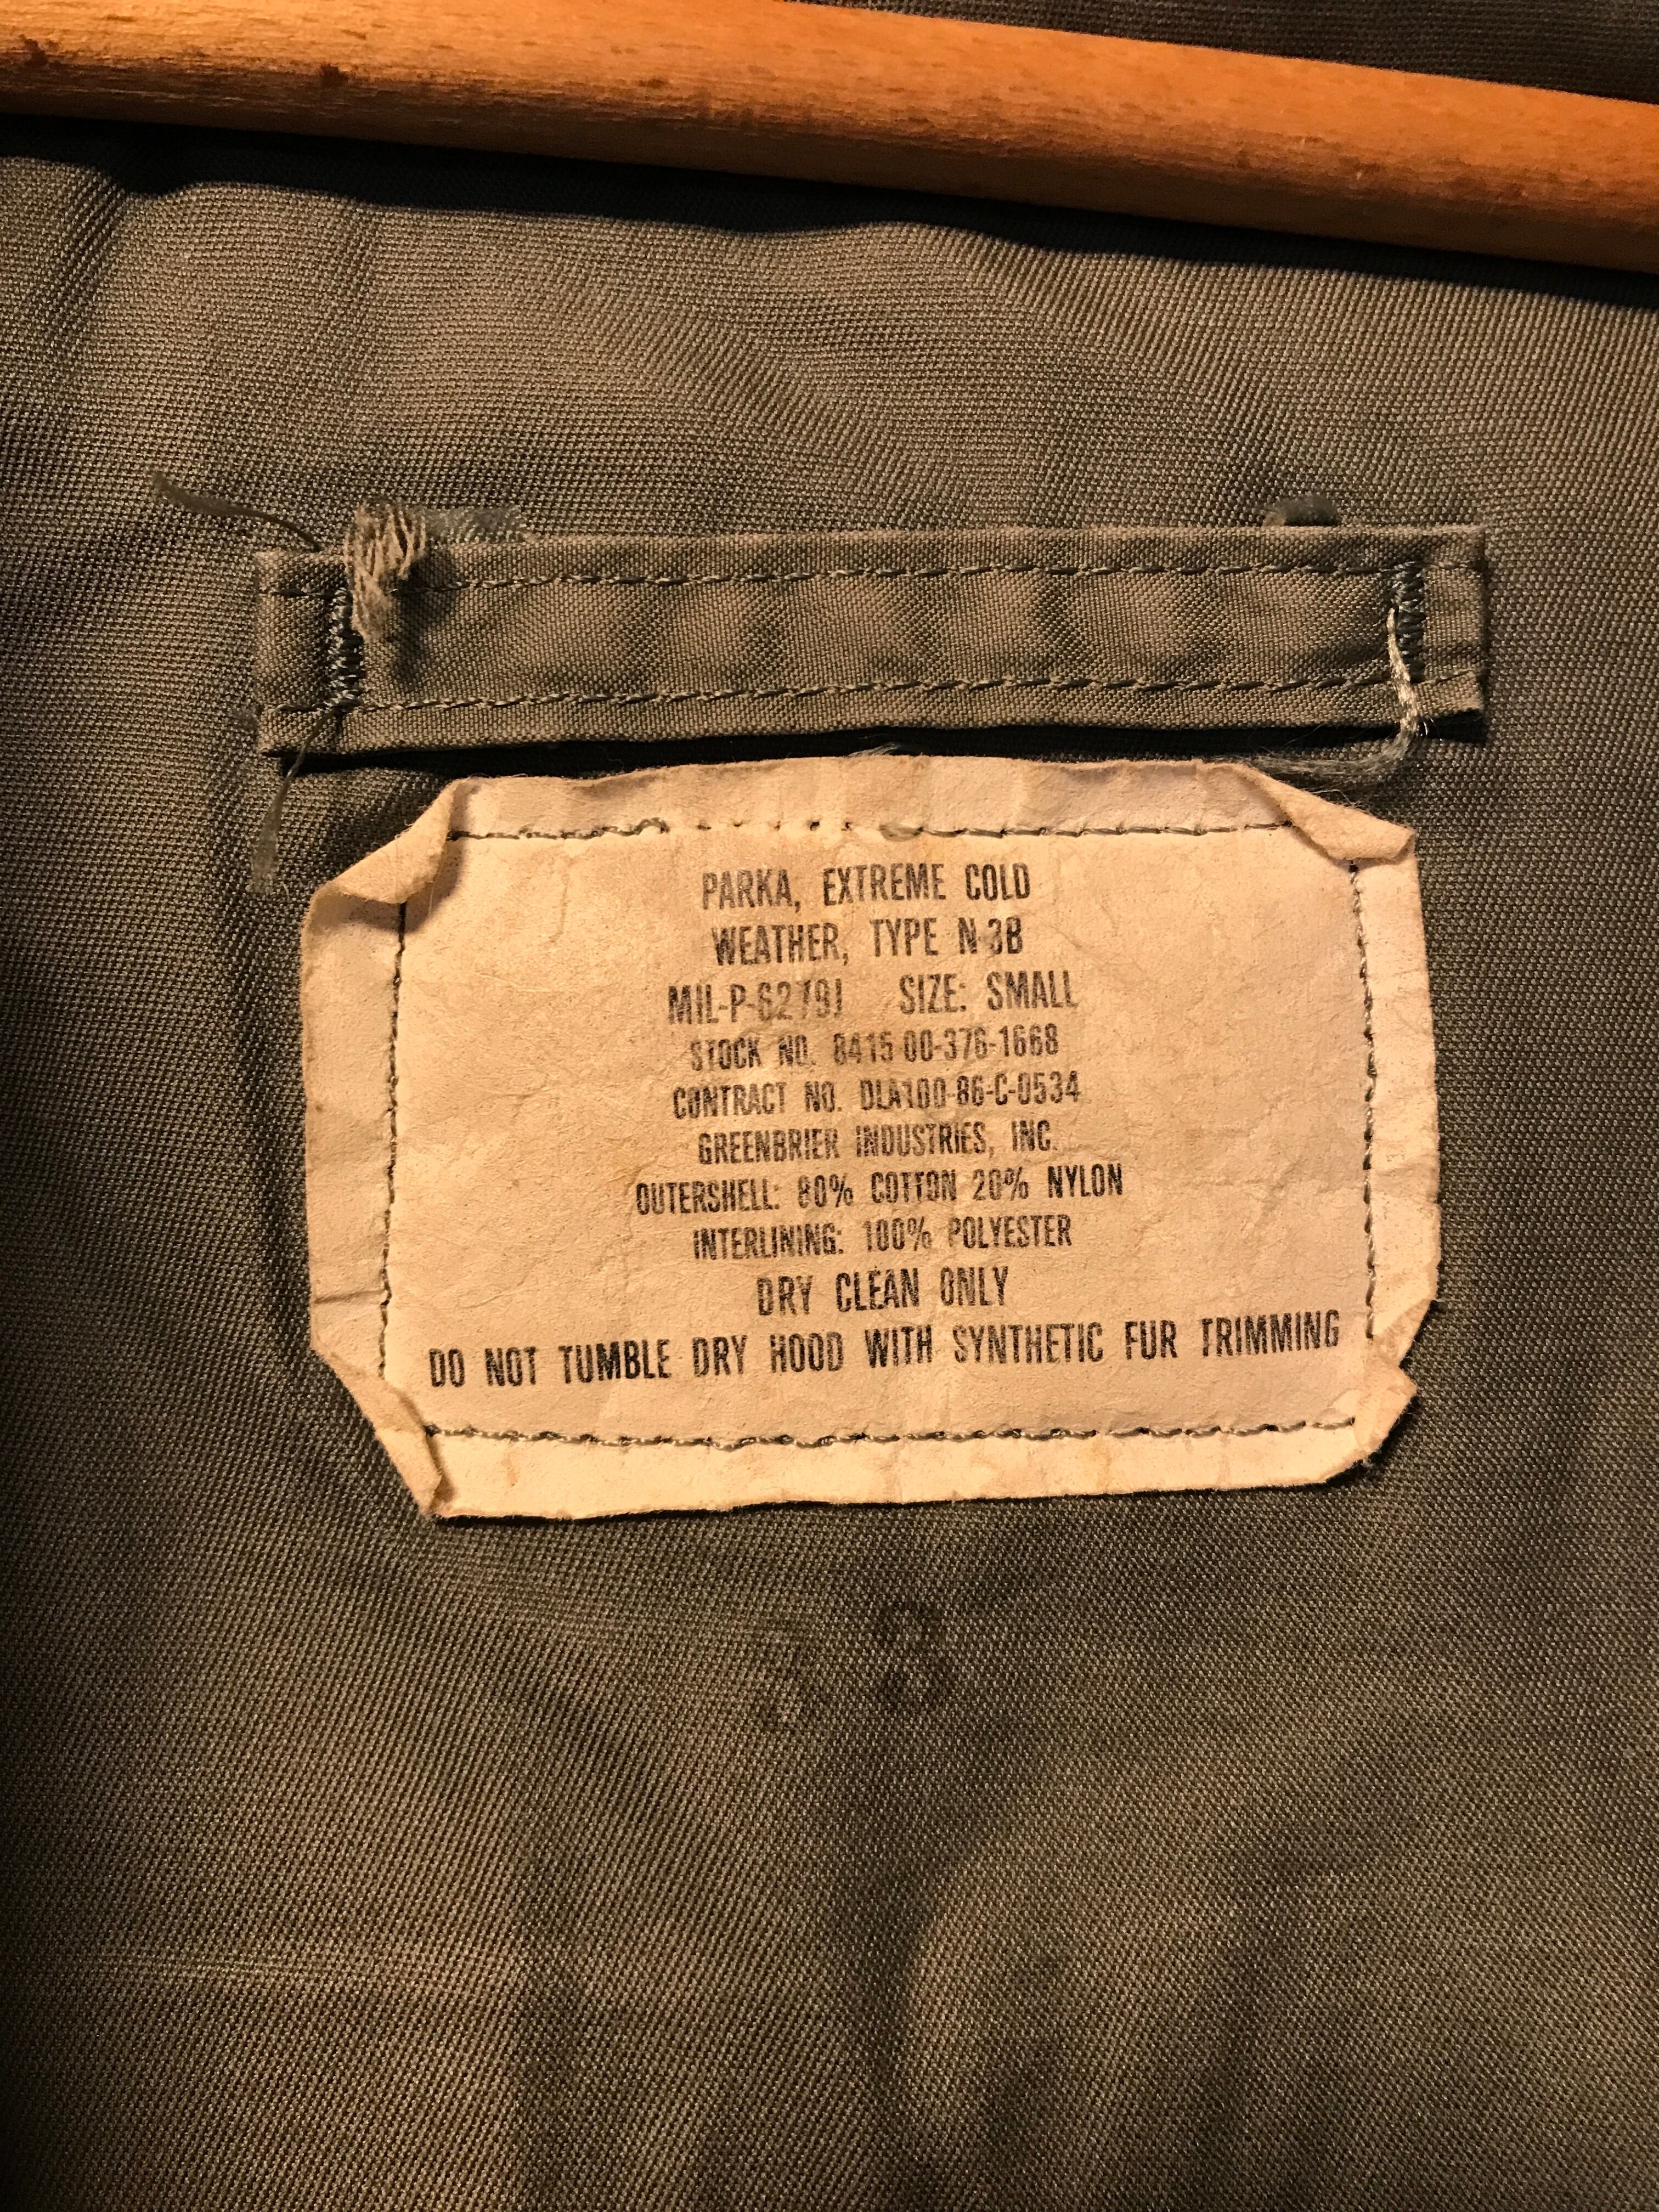 PARKA, EXTREME COLD
WEATHER, TYPE N-3B
MIL-P-6279J SIZE: SMALL
STOCK NO. 8415-00-376-1668
CONTRACT NO. DLA100-86-C-0534
GREENBRIER INDUSTRIES, INC.
OUTERSHELL: 80% COTTON 20% NYLON
INTERLINING: 100% POLYESTER
DRY CLEAN ONLY
DO NOT TUMBLE DRY HOOD WITH SYNTHETIC FUR TRIMMING